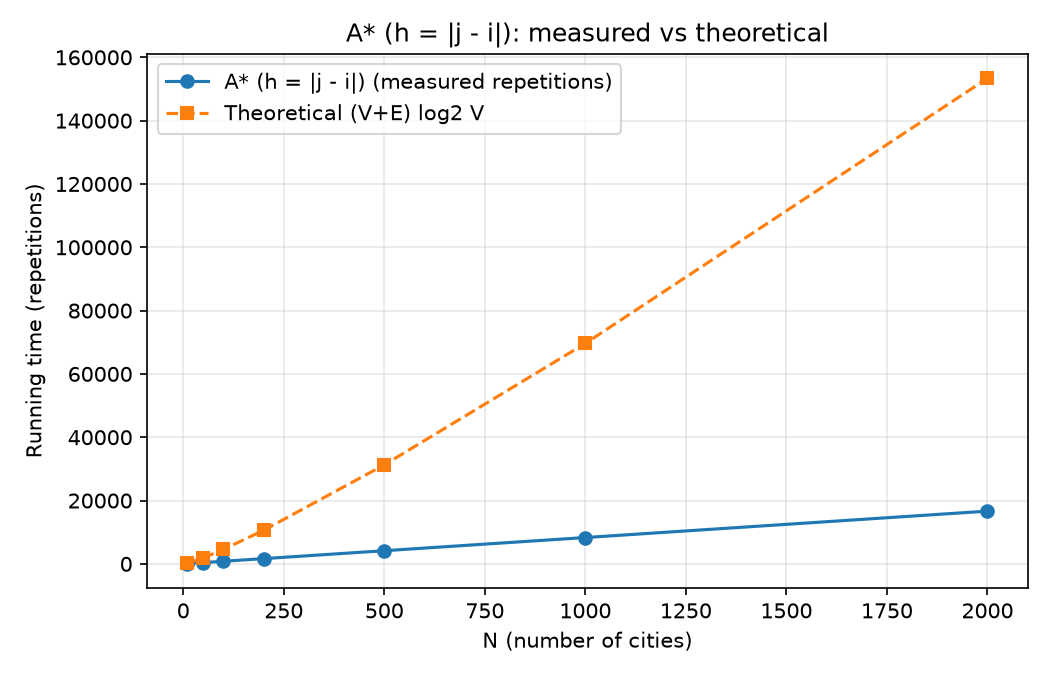 A* (h = |j - i|): measured vs theoretical
A* (h = |j - i|) (measured repetitions)
Theoretical (V+E) log2 V
Running time (repetitions)
160000
140000
120000
100000
80000
60000
40000
20000
0
0 250 500 750 1000 1250 1500 1750 2000
N (number of cities)